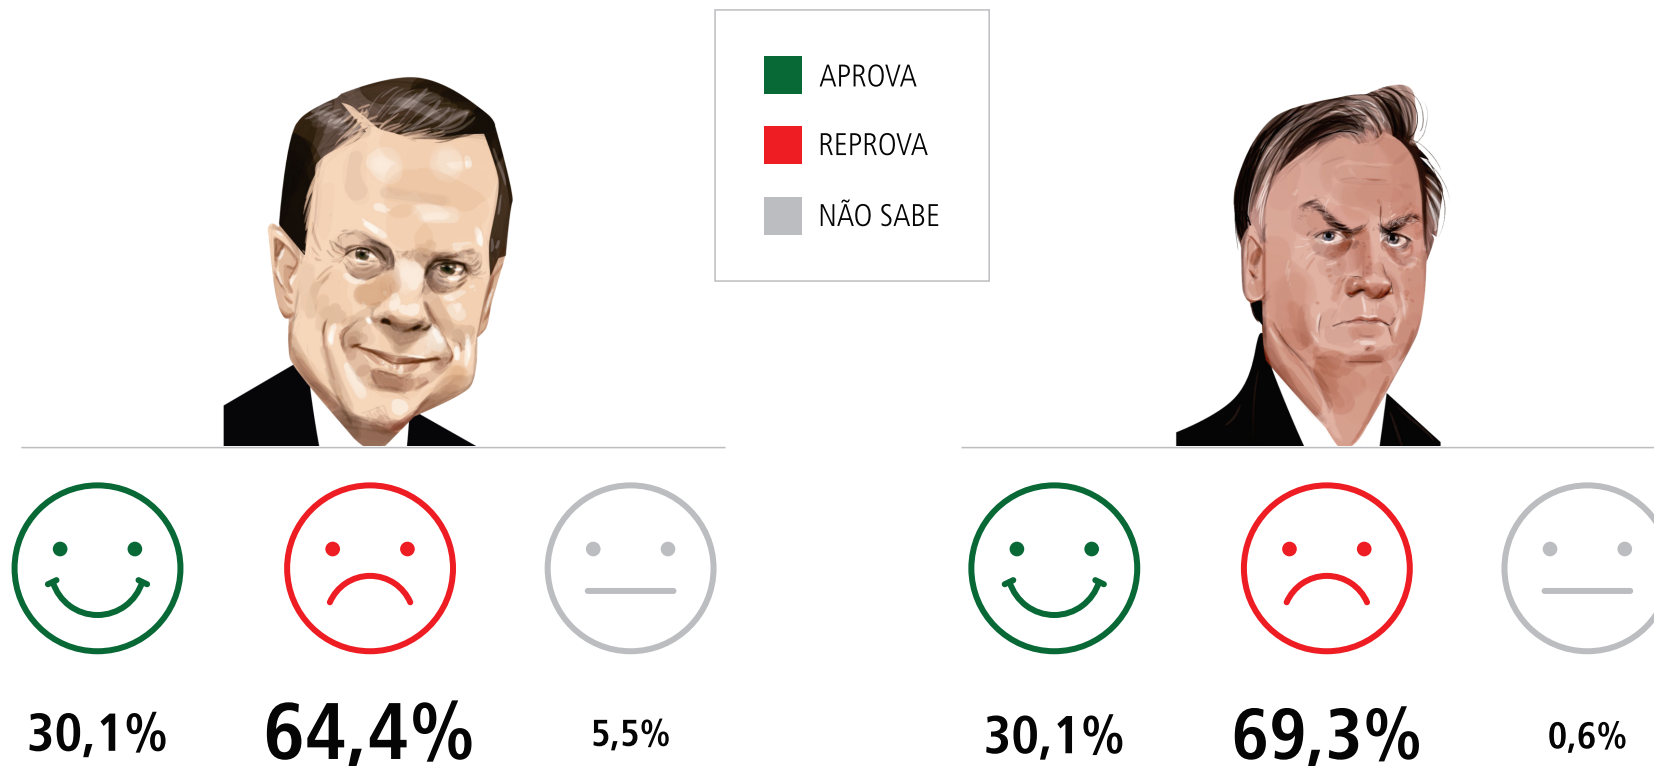 APROVA
REPROVA
NÃO SABE
30,1%
64,4%
5,5%
30,1%
69,3%
0,6%